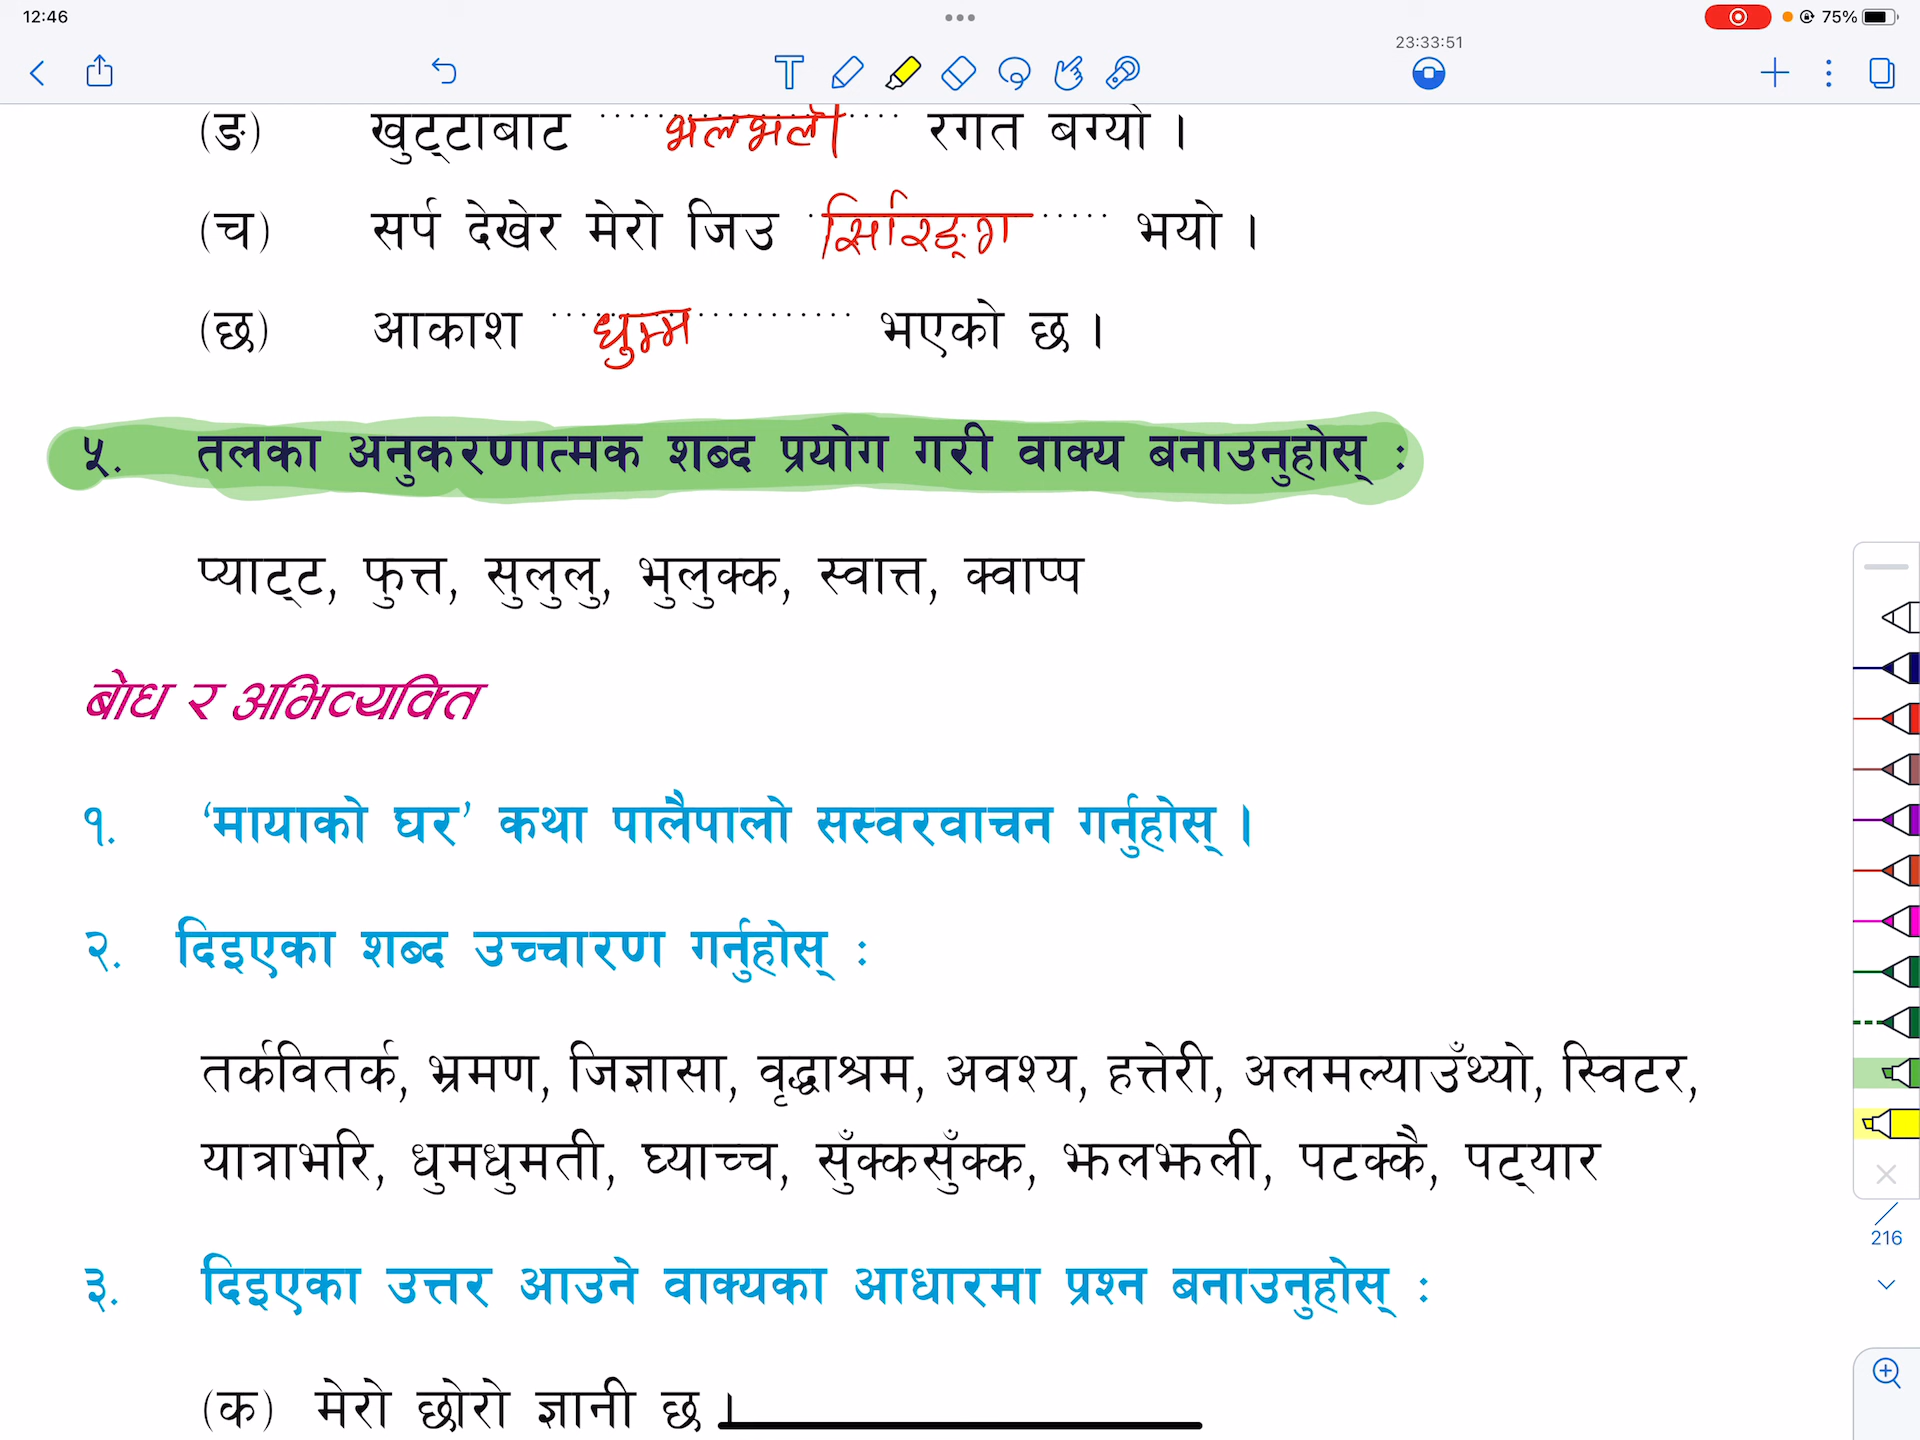 12:46
75%
23:33:51
(ङ) खुट्टाबाट ........ भलभली ........ रगत बग्यो ।
(च) सर्प देखेर मेरो जिउ सिरिङ्ग ..... भयो ।
(छ) आकाश ........ धुम्म ........ भएको छ ।
५. तलका अनुकरणात्मक शब्द प्रयोग गरी वाक्य बनाउनुहोस् :
प्याट्ट, फुत्त, सुलुलु, भुलुक्क, स्वात्त, क्वाप्प
बोध र अभिव्यक्ति
१. 'मायाको घर' कथा पालैपालो सस्वरवाचन गर्नुहोस् ।
२. दिइएका शब्द उच्चारण गर्नुहोस् :
तर्कवितर्क, भ्रमण, जिज्ञासा, वृद्धाश्रम, अवश्य, हत्तेरी, अलमल्याउँथ्यो, स्विटर,
यात्राभरि, धुमधुमती, घ्याच्च, सुँक्कसुँक्क, झलझली, पटक्कै, पट्यार
३. दिइएका उत्तर आउने वाक्यका आधारमा प्रश्न बनाउनुहोस् :
216
(क) मेरो छोरो ज्ञानी छ ।